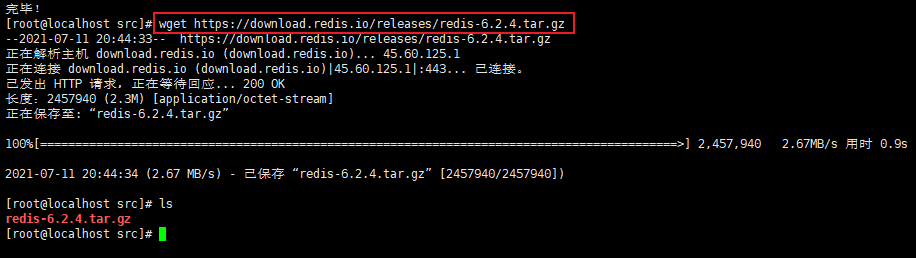 完毕！
[root@localhost src]# wget https://download.redis.io/releases/redis-6.2.4.tar.gz
--2021-07-11 20:44:33--  https://download.redis.io/releases/redis-6.2.4.tar.gz
正在解析主机 download.redis.io (download.redis.io)... 45.60.125.1
正在连接 download.redis.io (download.redis.io)|45.60.125.1|:443... 已连接。
已发出 HTTP 请求，正在等待回应... 200 OK
长度：2457940 (2.3M) [application/octet-stream]
正在保存至: “redis-6.2.4.tar.gz”
100%[===========================================================================================>] 2,457,940   2.67MB/s 用时 0.9s
2021-07-11 20:44:34 (2.67 MB/s) - 已保存 “redis-6.2.4.tar.gz” [2457940/2457940])
[root@localhost src]# ls
redis-6.2.4.tar.gz
[root@localhost src]#